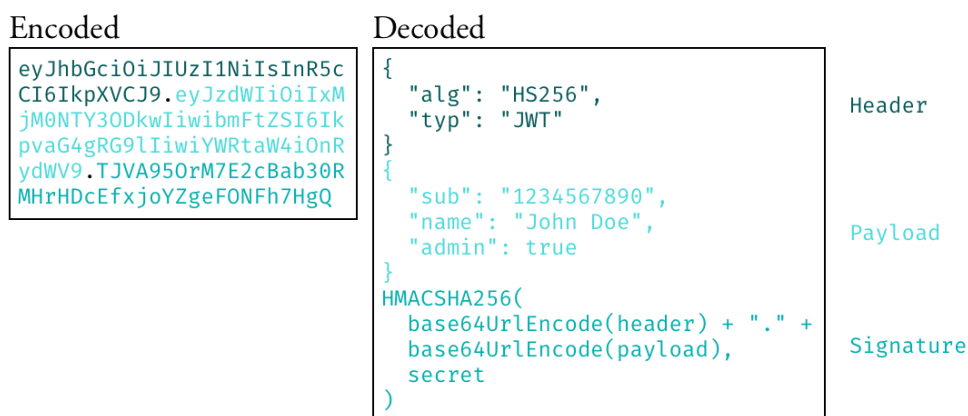 Encoded
eyJhbGciOiJIUzI1NiIsInR5c
CI6IkpXVCJ9.eyJzdWIiOiIxM
jM0NTY3ODkwIiwibmFtZSI6Ik
pvaG4gRG9lIiwiYWRtaW4iOnR
ydWV9.TJVA95OrM7E2cBab30R
MHrHDcEfxjoYZgeFONFh7HgQ
Decoded
{
  "alg": "HS256",
  "typ": "JWT"
}
Header
{
  "sub": "1234567890",
  "name": "John Doe",
  "admin": true
}
Payload
HMACSHA256(
  base64UrlEncode(header) + "." +
  base64UrlEncode(payload),
  secret
)
Signature